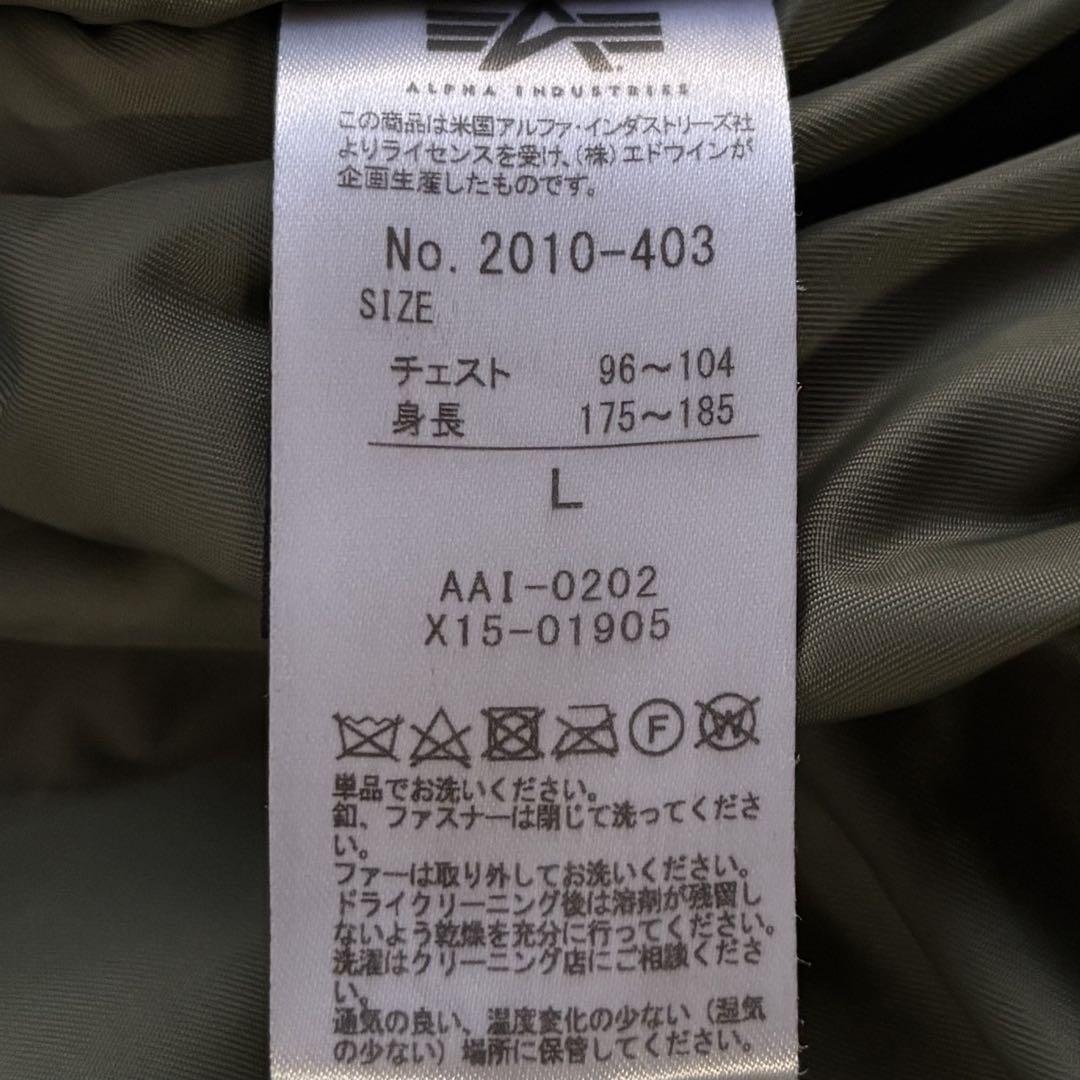 ALPHA INDUSTRIES
この商品は米国アルファ・インダストリーズ社
よりライセンスを受け、(株)エドウインが
企画生産したものです。
No. 2010-403
SIZE
チェスト 96〜104
身長 175〜185
L
AAI-0202
X15-01905
F W
単品でお洗いください。
釦、ファスナーは閉じて洗ってくださ
い。
ファーは取り外してお洗いください。
ドライクリーニング後は溶剤が残留し
ないよう乾燥を充分に行ってください。
洗濯はクリーニング店にご相談くださ
い。
通気の良い、温度変化の少ない(湿気
の少ない)場所に保管してください。